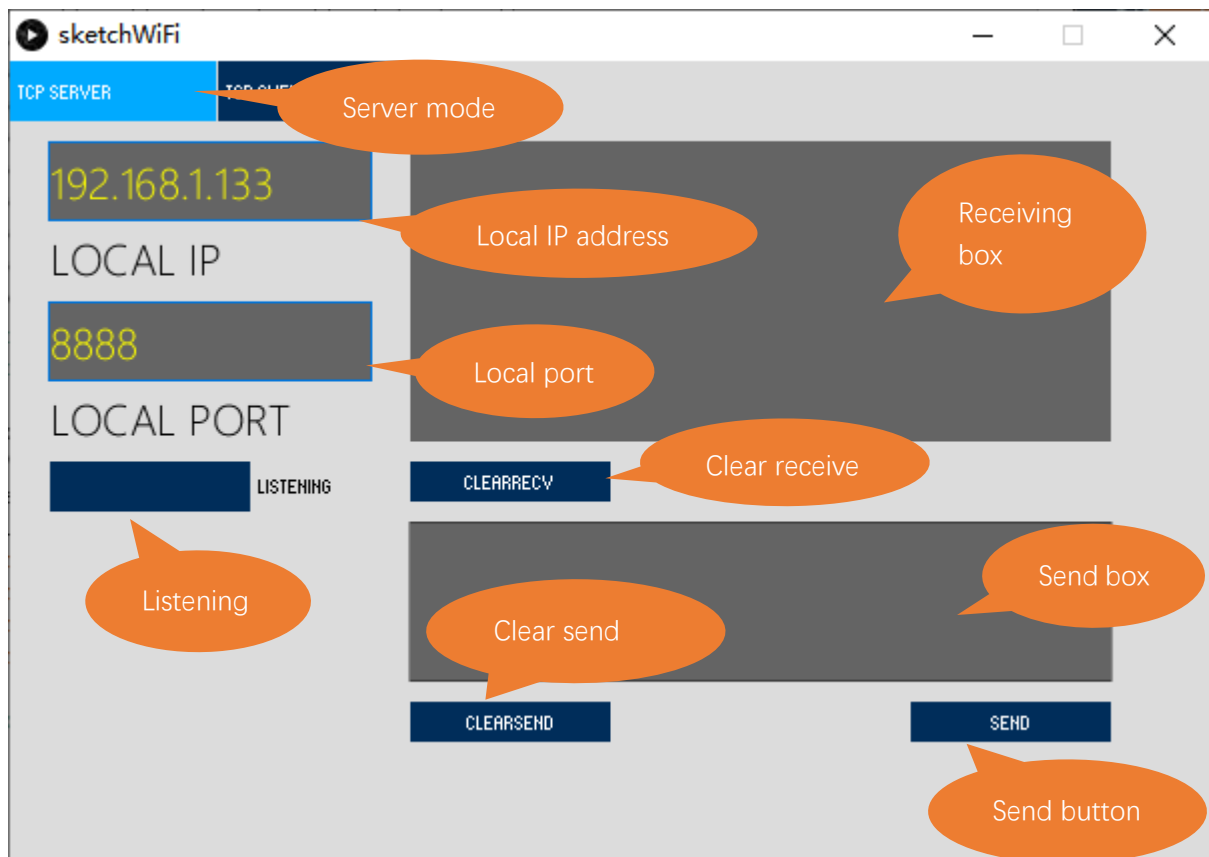 sketchWiFi
TCP SERVER
TCP
Server mode
192.168.1.133
Local IP address
Receiving
box
LOCAL IP
8888
Local port
LOCAL PORT
Clear receive
CLEARRECV
LISTENING
Listening
Send box
Clear send
CLEARSEND
SEND
Send button